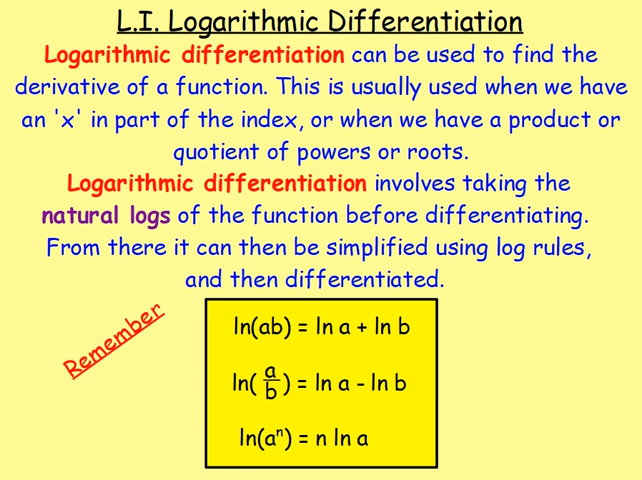 L.I. Logarithmic Differentiation
Logarithmic differentiation can be used to find the
derivative of a function. This is usually used when we have
an 'x' in part of the index, or when we have a product or
quotient of powers or roots.
Logarithmic differentiation involves taking the
natural logs of the function before differentiating.
From there it can then be simplified using log rules,
and then differentiated.
Remember
ln(ab) = ln a + ln b
ln( a/b ) = ln a - ln b
ln(aⁿ) = n ln a